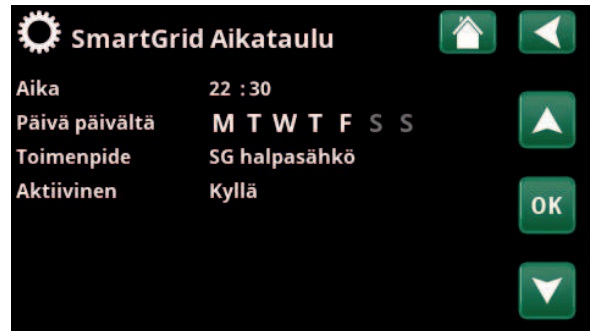 SmartGrid Aikataulu
Aika 22 :30
Päivä päivältä M T W T F S S
Toimenpide SG halpasähkö
Aktiivinen Kyllä
OK